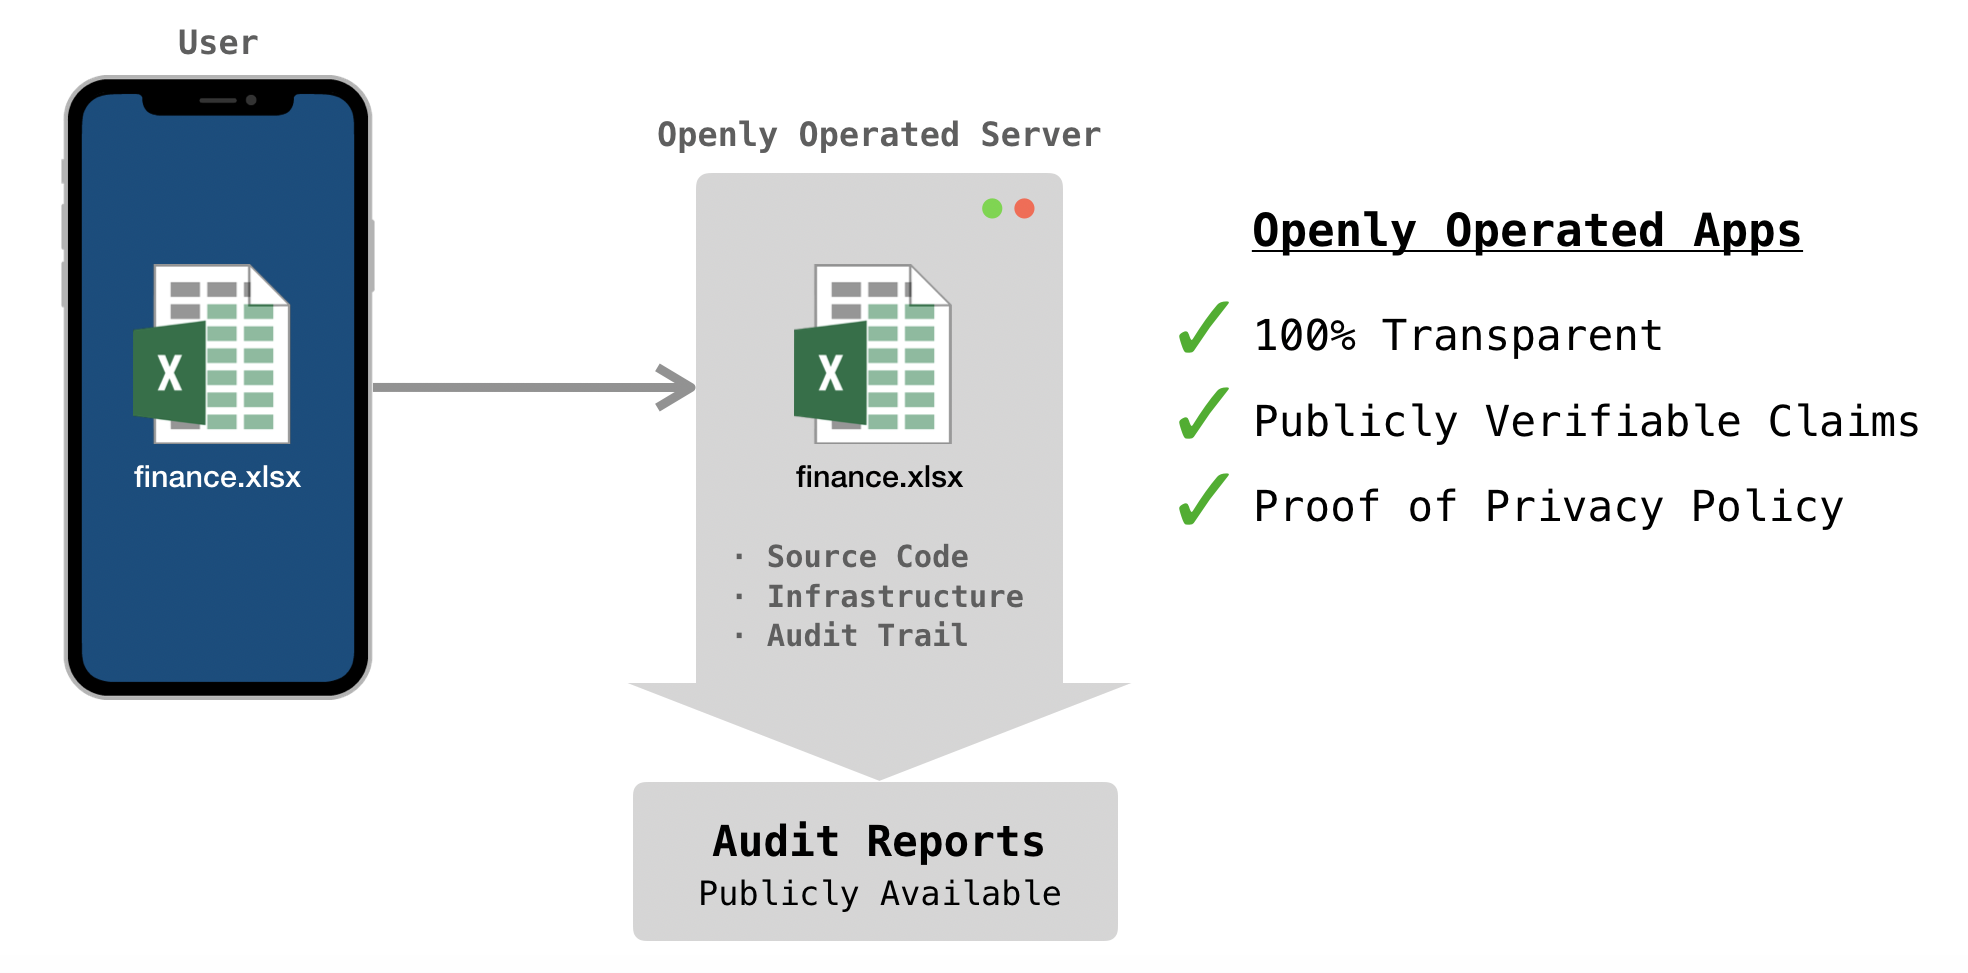 User
X
finance.xlsx
Openly Operated Server
X
finance.xlsx
· Source Code
· Infrastructure
· Audit Trail
Audit Reports
Publicly Available
Openly Operated Apps
✓ 100% Transparent
✓ Publicly Verifiable Claims
✓ Proof of Privacy Policy